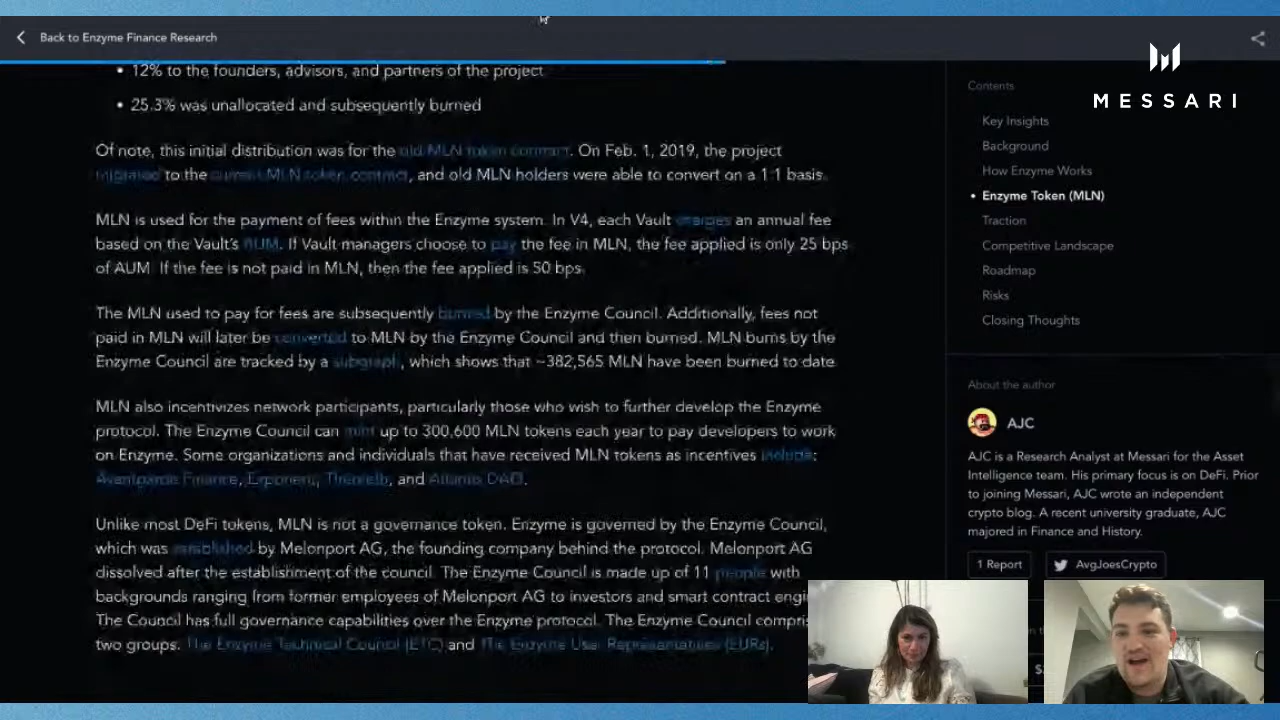 Back to Enzyme Finance Research
MESSARI
• 12% to the founders, advisors, and partners of the project
• 25.3% was unallocated and subsequently burned
Of note, this initial distribution was for the old MLN token contract. On Feb. 1, 2019, the project
migrated to the current MLN token contract, and old MLN holders were able to convert on a 1:1 basis.
MLN is used for the payment of fees within the Enzyme system. In V4, each Vault charges an annual fee
based on the Vault's AUM. If Vault managers choose to pay the fee in MLN, the fee applied is only 25 bps
of AUM. If the fee is not paid in MLN, then the fee applied is 50 bps.
The MLN used to pay for fees are subsequently burned by the Enzyme Council. Additionally, fees not
paid in MLN will later be converted to MLN by the Enzyme Council and then burned. MLN burns by the
Enzyme Council are tracked by a subgraph, which shows that ~382,565 MLN have been burned to date.
MLN also incentivizes network participants, particularly those who wish to further develop the Enzyme
protocol. The Enzyme Council can mint up to 300,600 MLN tokens each year to pay developers to work
on Enzyme. Some organizations and individuals that have received MLN tokens as incentives include:
Avantgarde Finance, Exponent, and Atlantis DAO.
Unlike most DeFi tokens, MLN is not a governance token. Enzyme is governed by the Enzyme Council,
which was established by Melonport AG, the founding company behind the protocol. Melonport AG
dissolved after the establishment of the council. The Enzyme Council is made up of 11 people with
backgrounds ranging from former employees of Melonport AG to investors and smart contract engi
The Council has full governance capabilities over the Enzyme protocol. The Enzyme Council compris
two groups: The Enzyme Technical Council (ETC) and The Enzyme User Representatives (EURs).
Contents
Key Insights
Background
How Enzyme Works
• Enzyme Token (MLN)
Traction
Competitive Landscape
Roadmap
Risks
Closing Thoughts
About the author
AJC
AJC is a Research Analyst at Messari for the Asset
Intelligence team. His primary focus is on DeFi. Prior
to joining Messari, AJC wrote an independent
crypto blog. A recent university graduate, AJC
majored in Finance and History.
1 Report
AvgJoesCrypto